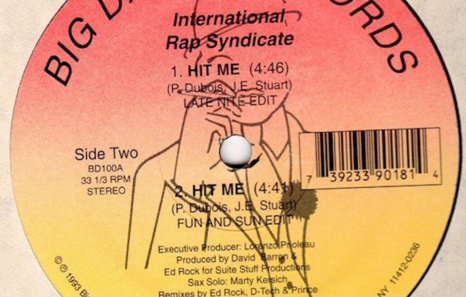 BIG D RDS
International
Rap Syndicate
1. HIT ME (4:46)
(P. Dubois, J.E. Stuart)
LATE NITE EDIT
Side Two
BD100A
33 1/3 RPM
STEREO
7 39233 90181 4
2. HIT ME (4:41)
(P. Dubois, J.E. Stuart)
FUN AND SUN EDIT
Executive Producer: Lorenzo Prioleau
Produced by David Barron &
Ed Rock for Suite Stuff Productions
Sax Solo: Marty Kersich
Remixes by Ed Rock, D-Tech & Prince
©℗1993 Bi
NY 11412-0236